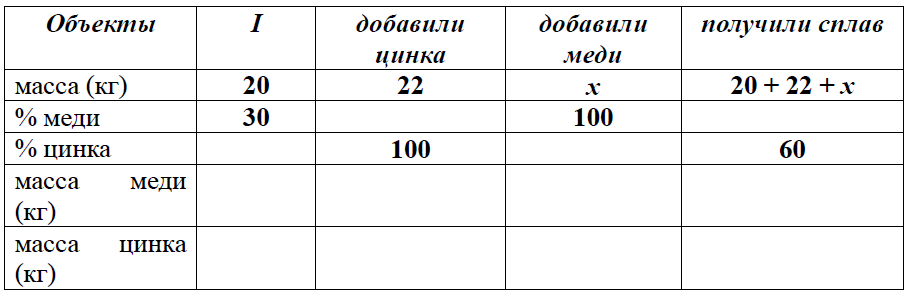 Объекты I добавили цинка добавили меди получили сплав
масса (кг) 20 22 x 20 + 22 + x
% меди 30 100
% цинка 100 60
масса меди (кг)
масса цинка (кг)